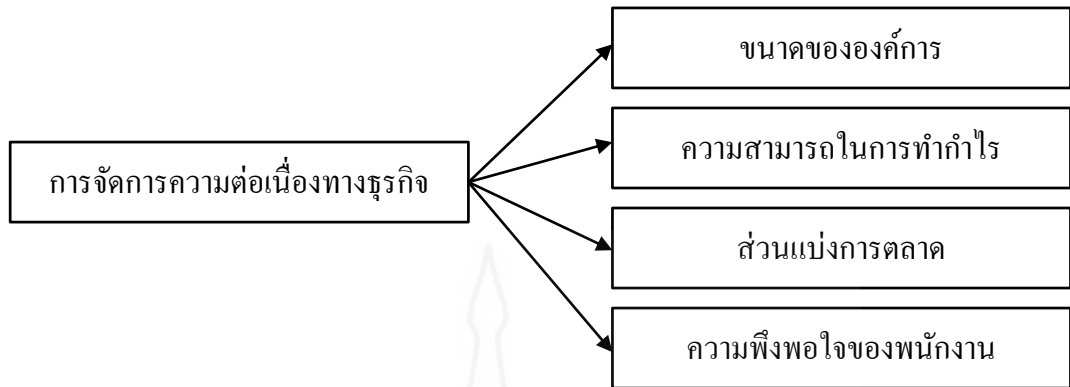 ขนาดขององค์การ
ความสามารถในการทำกำไร
การจัดการความต่อเนื่องทางธุรกิจ
ส่วนแบ่งการตลาด
ความพึงพอใจของพนักงาน